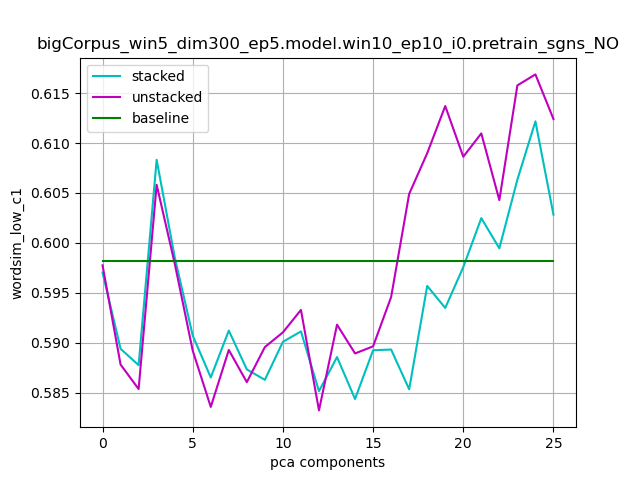 bigCorpus_win5_dim300_ep5.model.win10_ep10_i0.pretrain_sgns_NO
stacked
unstacked
baseline
0.615
0.610
0.605
0.600
0.595
0.590
0.585
wordsim_low_c1
0 5 10 15 20 25
pca components